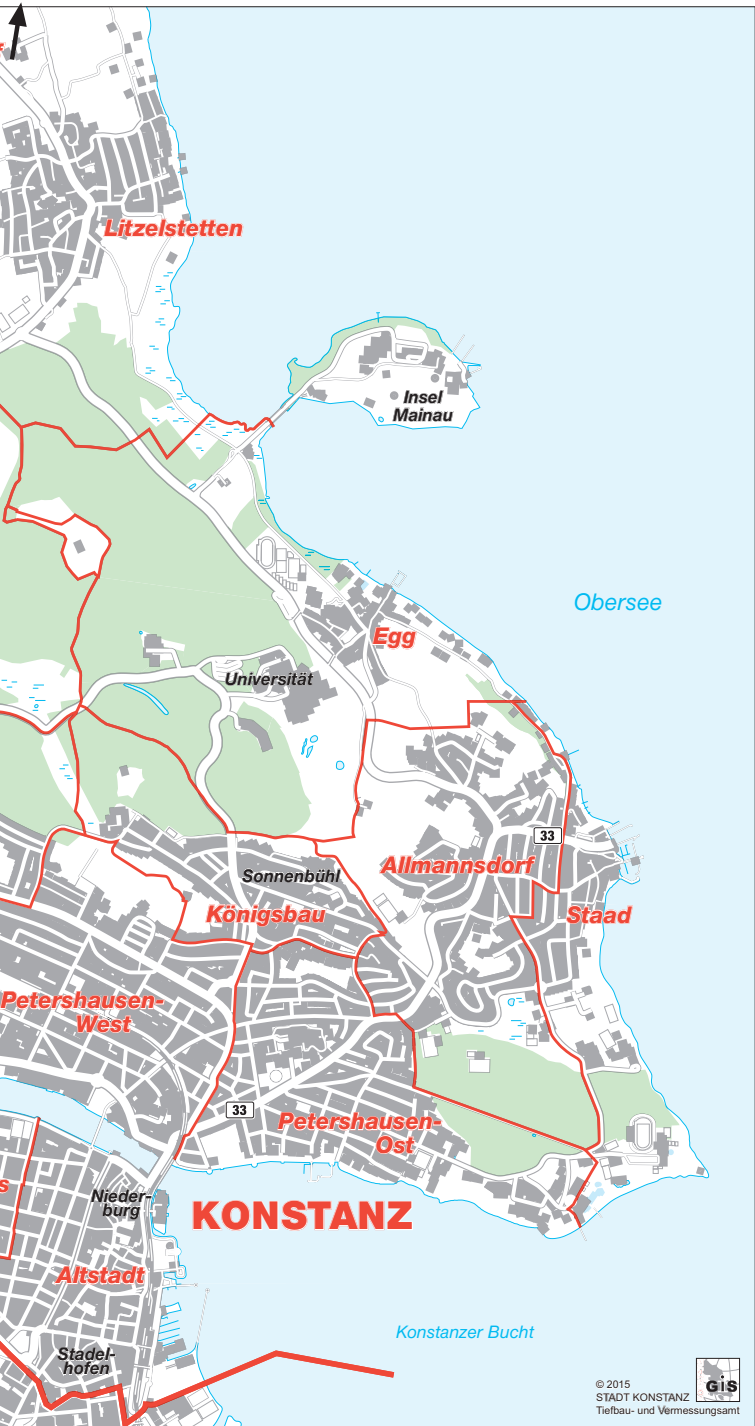 Litzelstetten
Insel
Mainau
Obersee
Egg
Universität
33
Allmannsdorf
Sonnenbühl
Königsbau
Staad
Petershausen-
West
33
Petershausen-
Ost
Nieder-
burg
KONSTANZ
Altstadt
Konstanzer Bucht
Stadel-
hofen
© 2015
STADT KONSTANZ
Tiefbau- und Vermessungsamt
GiS